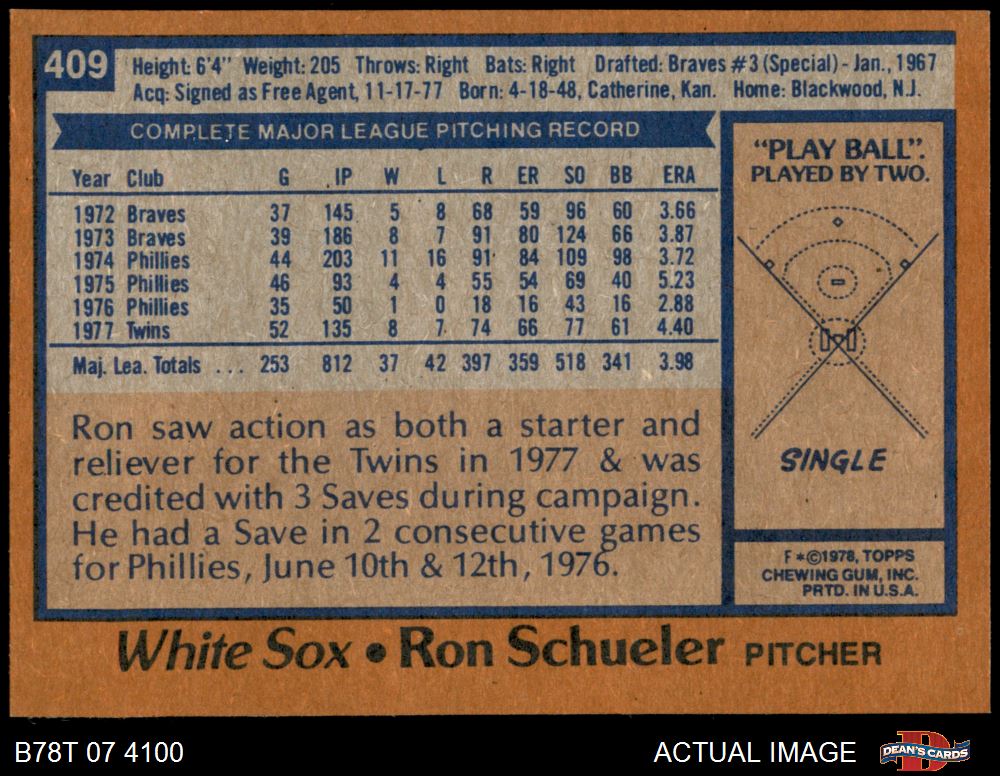 409
Height: 6'4" Weight: 205 Throws: Right Bats: Right Drafted: Braves #3 (Special) - Jan., 1967
Acq: Signed as Free Agent, 11-17-77 Born: 4-18-48, Catherine, Kan. Home: Blackwood, N.J.
COMPLETE MAJOR LEAGUE PITCHING RECORD
Year Club G IP W L R ER SO BB ERA
1972 Braves 37 145 5 8 68 59 96 60 3.66
1973 Braves 39 186 8 7 91 80 124 66 3.87
1974 Phillies 44 203 11 16 91 84 109 98 3.72
1975 Phillies 46 93 4 4 55 54 69 40 5.23
1976 Phillies 35 50 1 0 18 16 43 16 2.88
1977 Twins 52 135 8 7 74 66 77 61 4.40
Maj. Lea. Totals ... 253 812 37 42 397 359 518 341 3.98
Ron saw action as both a starter and
reliever for the Twins in 1977 & was
credited with 3 Saves during campaign.
He had a Save in 2 consecutive games
for Phillies, June 10th & 12th, 1976.
"PLAY BALL".
PLAYED BY TWO.
SINGLE
F*©1978, TOPPS
CHEWING GUM, INC.
PRTD. IN U.S.A.
White Sox • Ron Schueler PITCHER
B78T 07 4100
ACTUAL IMAGE
D
DEAN'S CARDS